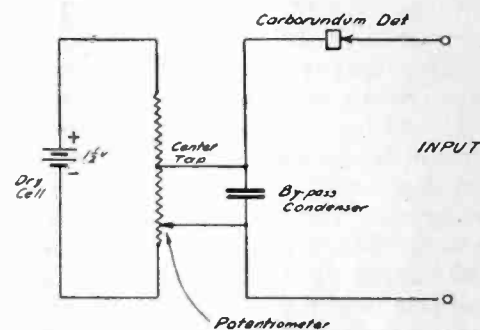 Carborundum Det
+
1½v
-
Dry
Cell
Center
Tap
By-pass
Condenser
INPUT
Potentiometer